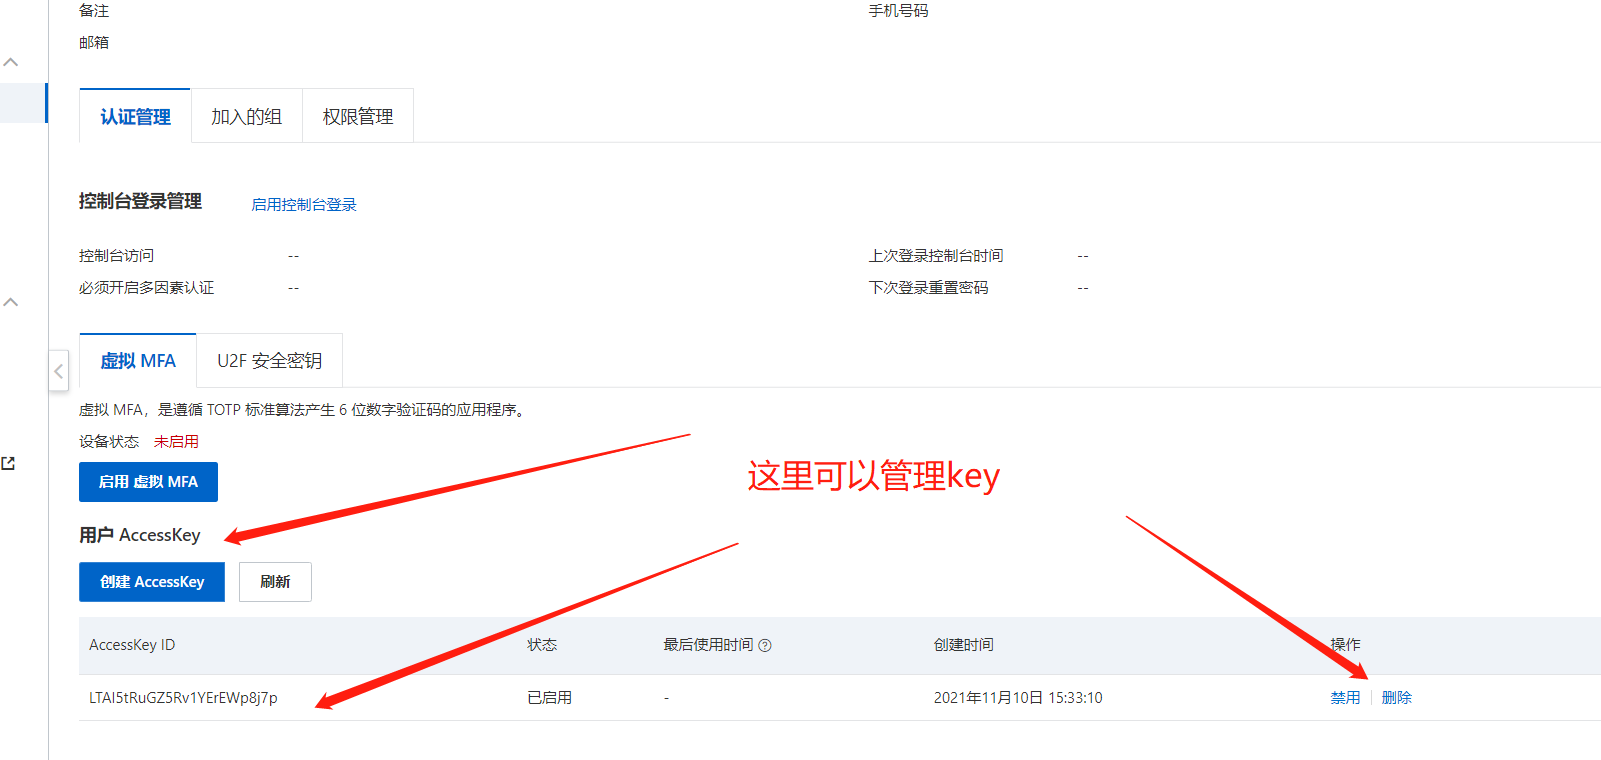 备注
手机号码
邮箱
认证管理
加入的组
权限管理
控制台登录管理
启用控制台登录
控制台访问 --
上次登录控制台时间 --
必须开启多因素认证 --
下次登录重置密码 --
虚拟 MFA
U2F 安全密钥
虚拟 MFA，是遵循 TOTP 标准算法产生 6 位数字验证码的应用程序。
设备状态 未启用
启用 虚拟 MFA
这里可以管理key
用户 AccessKey
创建 AccessKey
刷新
AccessKey ID 状态 最后使用时间 创建时间 操作
LTAI5tRuGZ5Rv1YErEWp8j7p 已启用 - 2021年11月10日 15:33:10 禁用 删除